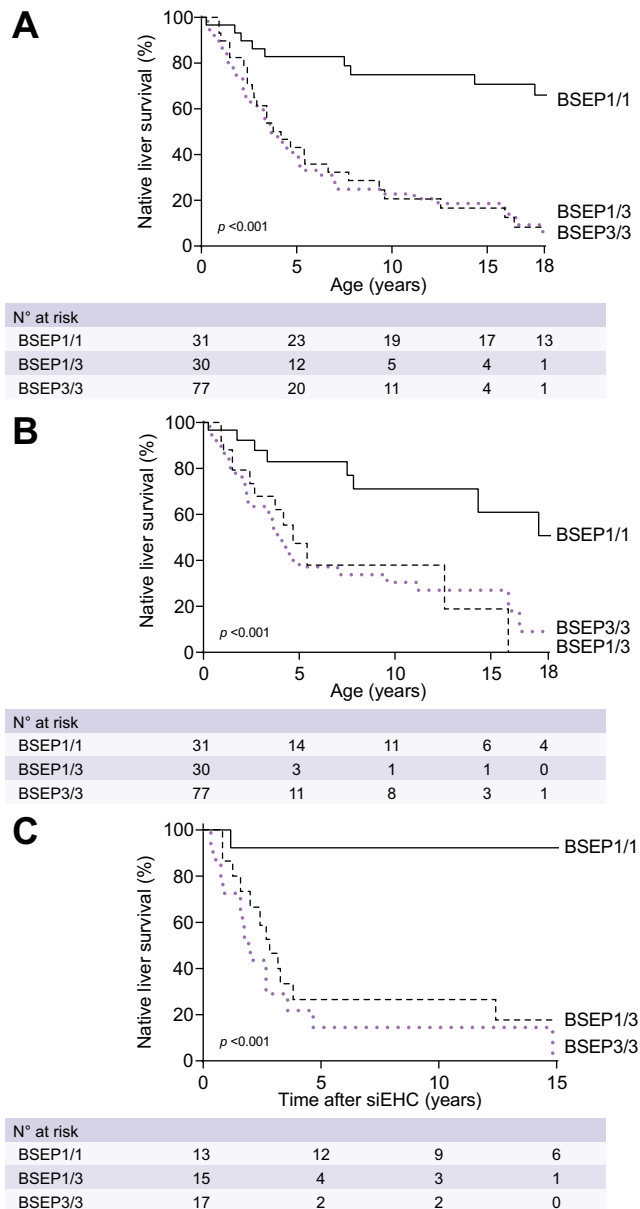 A
Native liver survival (%)
100
80
60
40
20
0
p <0.001
BSEP1/1
BSEP1/3
BSEP3/3
0 5 10 15 18
Age (years)
N° at risk
BSEP1/1 31 23 19 17 13
BSEP1/3 30 12 5 4 1
BSEP3/3 77 20 11 4 1
B
Native liver survival (%)
100
80
60
40
20
0
p <0.001
BSEP1/1
BSEP3/3
BSEP1/3
0 5 10 15 18
Age (years)
N° at risk
BSEP1/1 31 14 11 6 4
BSEP1/3 30 3 1 1 0
BSEP3/3 77 11 8 3 1
C
Native liver survival (%)
100
80
60
40
20
0
p <0.001
BSEP1/1
BSEP1/3
BSEP3/3
0 5 10 15
Time after siEHC (years)
N° at risk
BSEP1/1 13 12 9 6
BSEP1/3 15 4 3 1
BSEP3/3 17 2 2 0